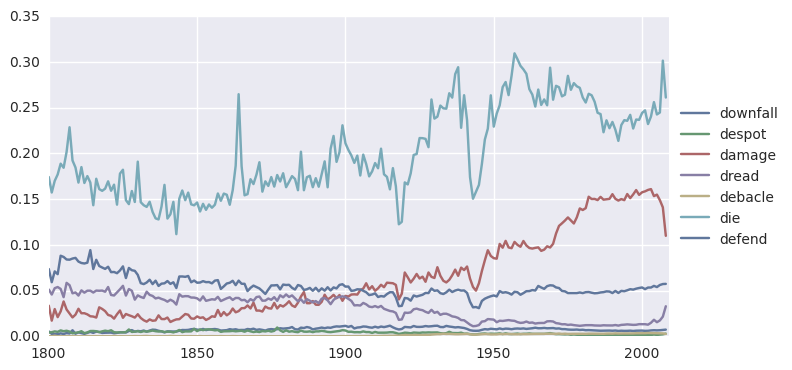 0.35
0.30
0.25
0.20
0.15
0.10
0.05
0.00
1800 1850 1900 1950 2000
downfall
despot
damage
dread
debacle
die
defend